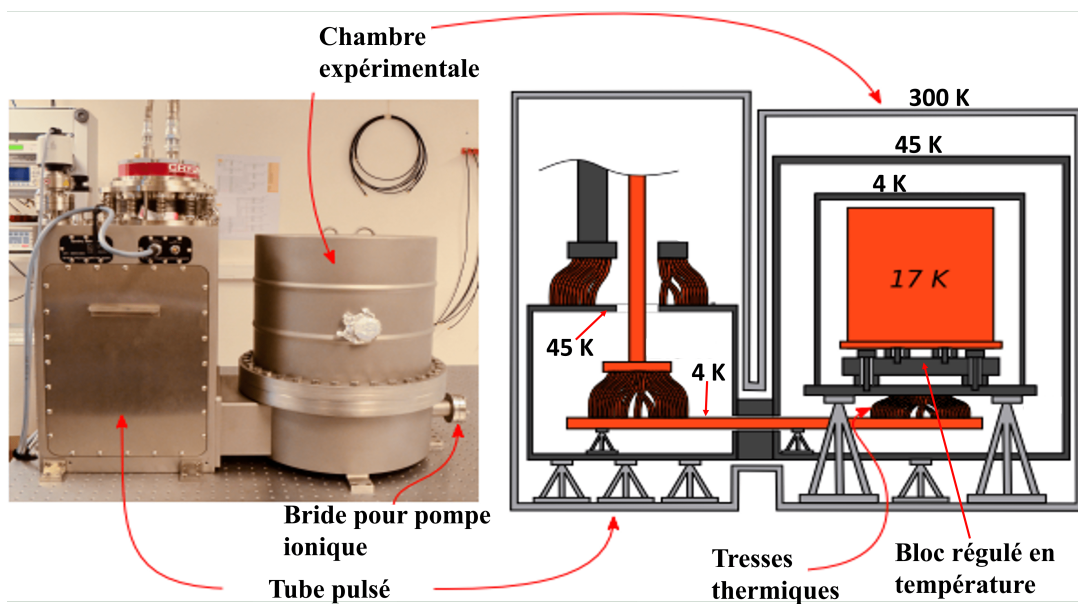 Chambre
expérimentale
300 K
45 K
4 K
17 K
45 K
4 K
Bride pour pompe
ionique
Tube pulsé
Tresses
thermiques
Bloc régulé en
température